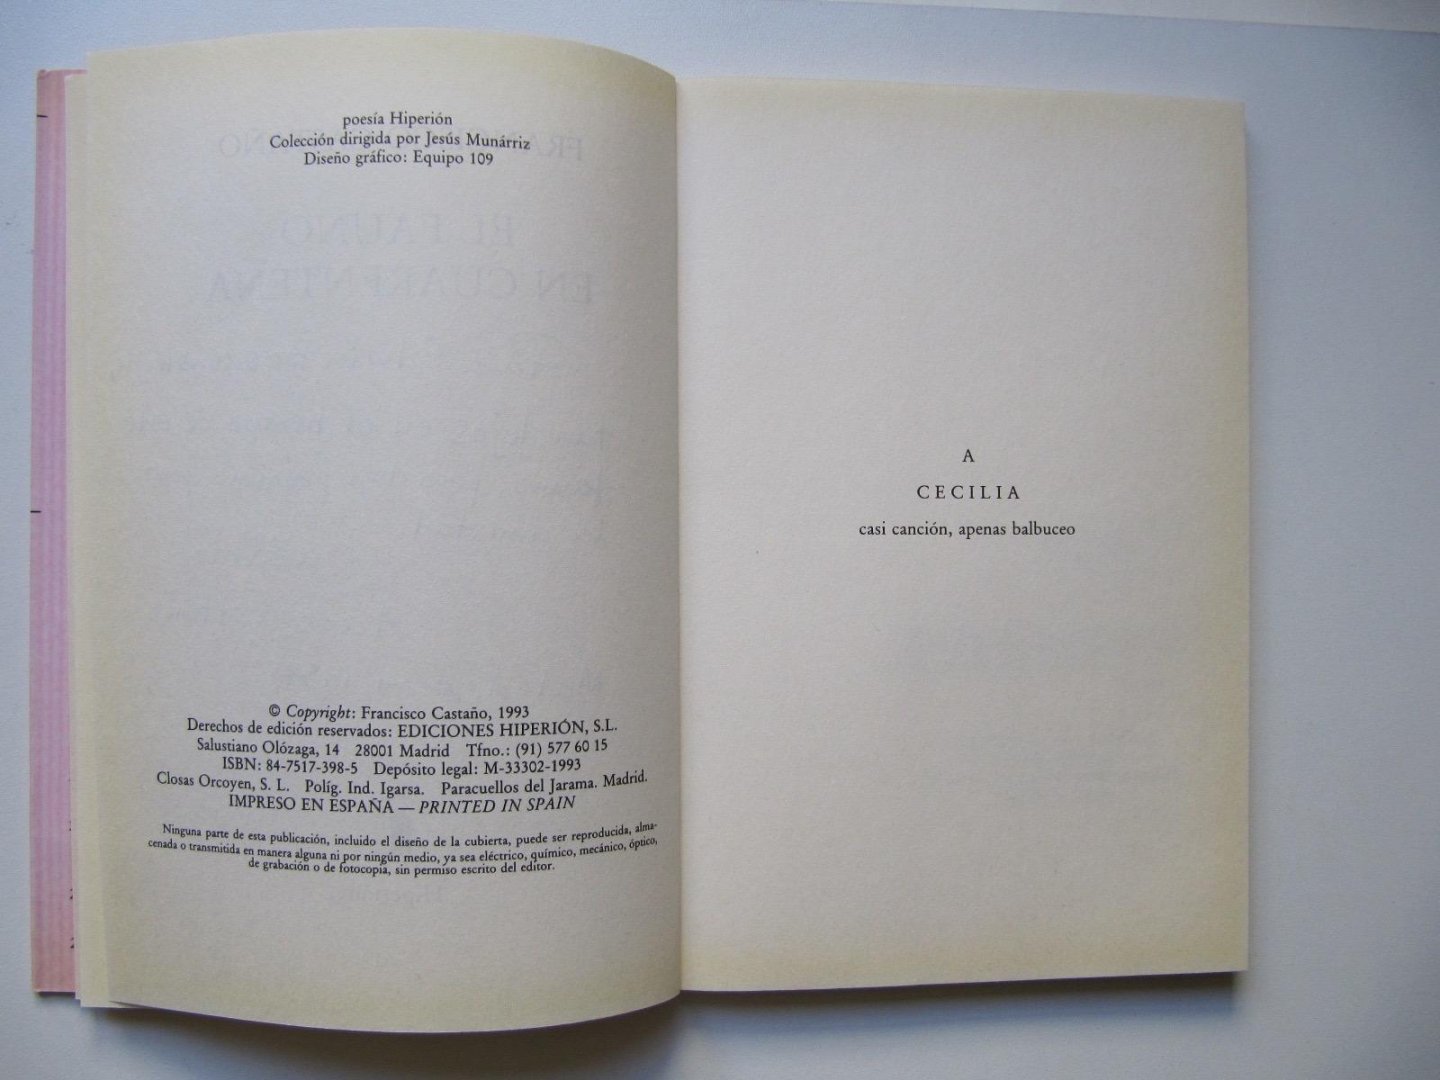 poesía Hiperión
Colección dirigida por Jesús Munárriz
Diseño gráfico: Equipo 109
EL FAUNO
EN CUARENTENA
© Copyright: Francisco Castaño, 1993
Derechos de edición reservados: EDICIONES HIPERIÓN, S.L.
Salustiano Olózaga, 14 28001 Madrid Tfno.: (91) 577 60 15
ISBN: 84-7517-398-5 Depósito legal: M-33302-1993
Closas Orcoyen, S. L. Políg. Ind. Igarsa. Paracuellos del Jarama. Madrid.
IMPRESO EN ESPAÑA — PRINTED IN SPAIN
Ninguna parte de esta publicación, incluido el diseño de la cubierta, puede ser reproducida, alma-
cenada o transmitida en manera alguna ni por ningún medio, ya sea eléctrico, químico, mecánico, óptico,
de grabación o de fotocopia, sin permiso escrito del editor.
A
CECILIA
casi canción, apenas balbuceo